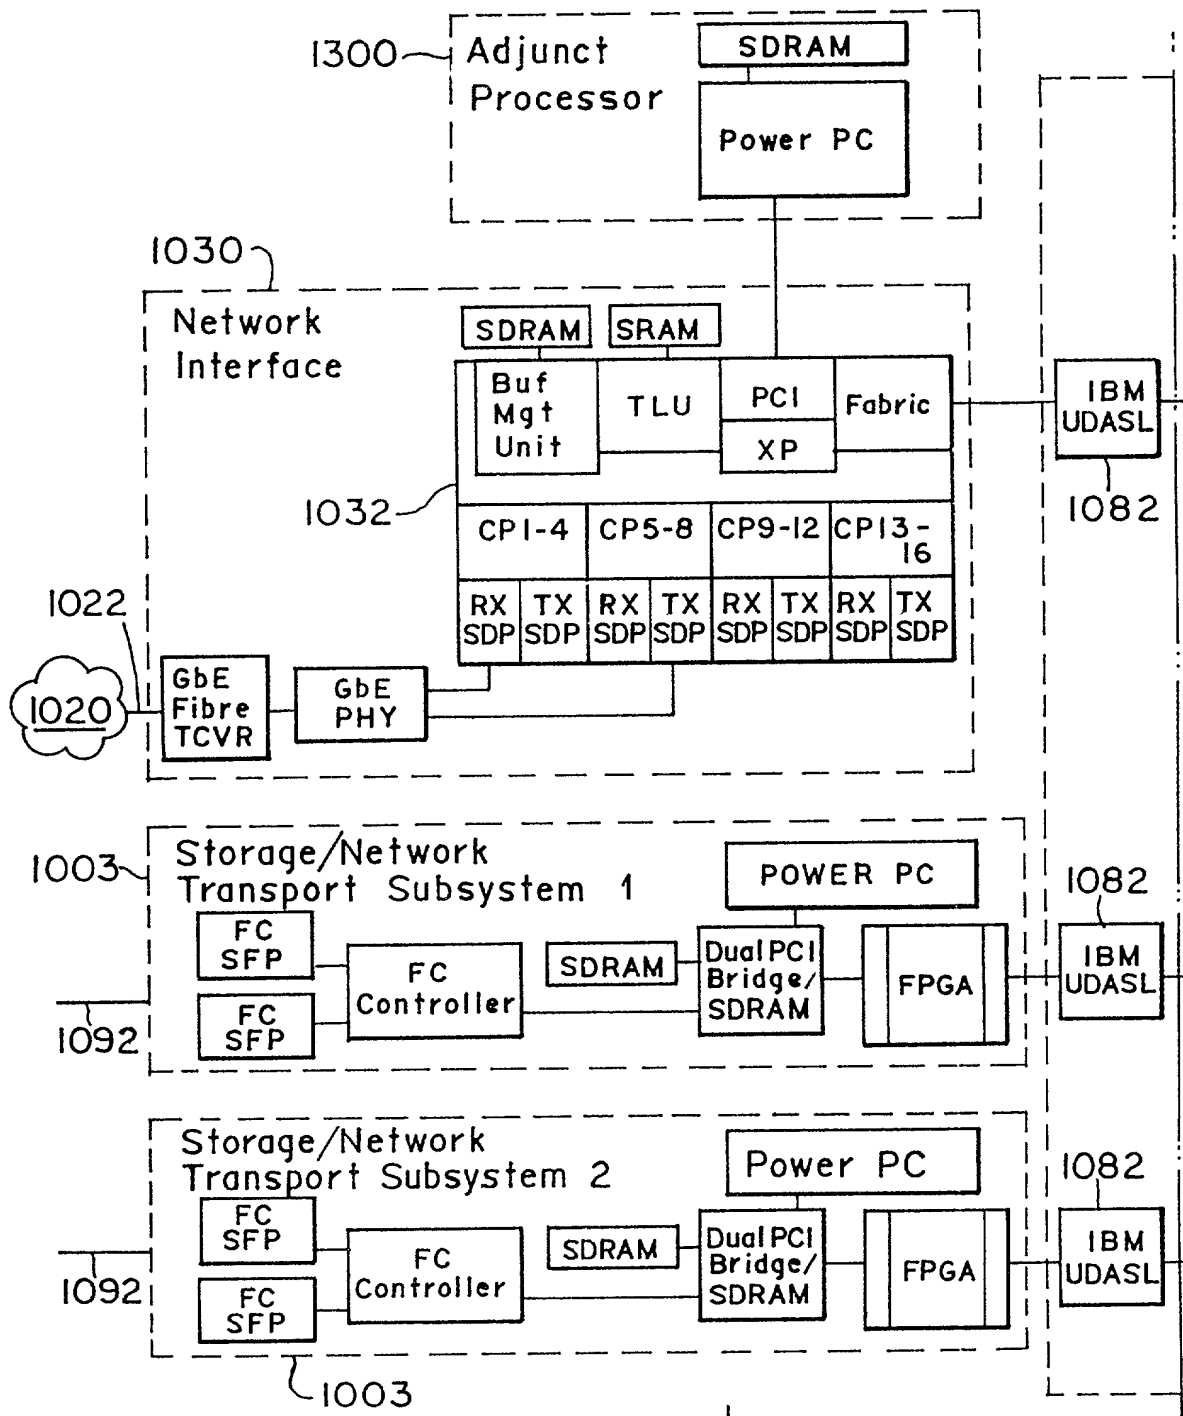 1300
Adjunct
Processor
SDRAM
Power PC
1030
Network
Interface
SDRAM
SRAM
Buf
Mgt
Unit
TLU
PCI
XP
Fabric
IBM
UDASL
1082
1032
CP1-4
CP5-8
CP9-12
CP13-
16
RX
SDP
TX
SDP
RX
SDP
TX
SDP
RX
SDP
TX
SDP
RX
SDP
TX
SDP
1022
1020
GbE
Fibre
TCVR
GbE
PHY
1003
Storage/Network
Transport Subsystem 1
POWER PC
1082
FC
SFP
FC
SFP
FC
Controller
SDRAM
Dual PCI
Bridge/
SDRAM
FPGA
IBM
UDASL
1092
Storage/Network
Transport Subsystem 2
Power PC
1082
FC
SFP
FC
SFP
FC
Controller
SDRAM
Dual PCI
Bridge/
SDRAM
FPGA
IBM
UDASL
1092
1003